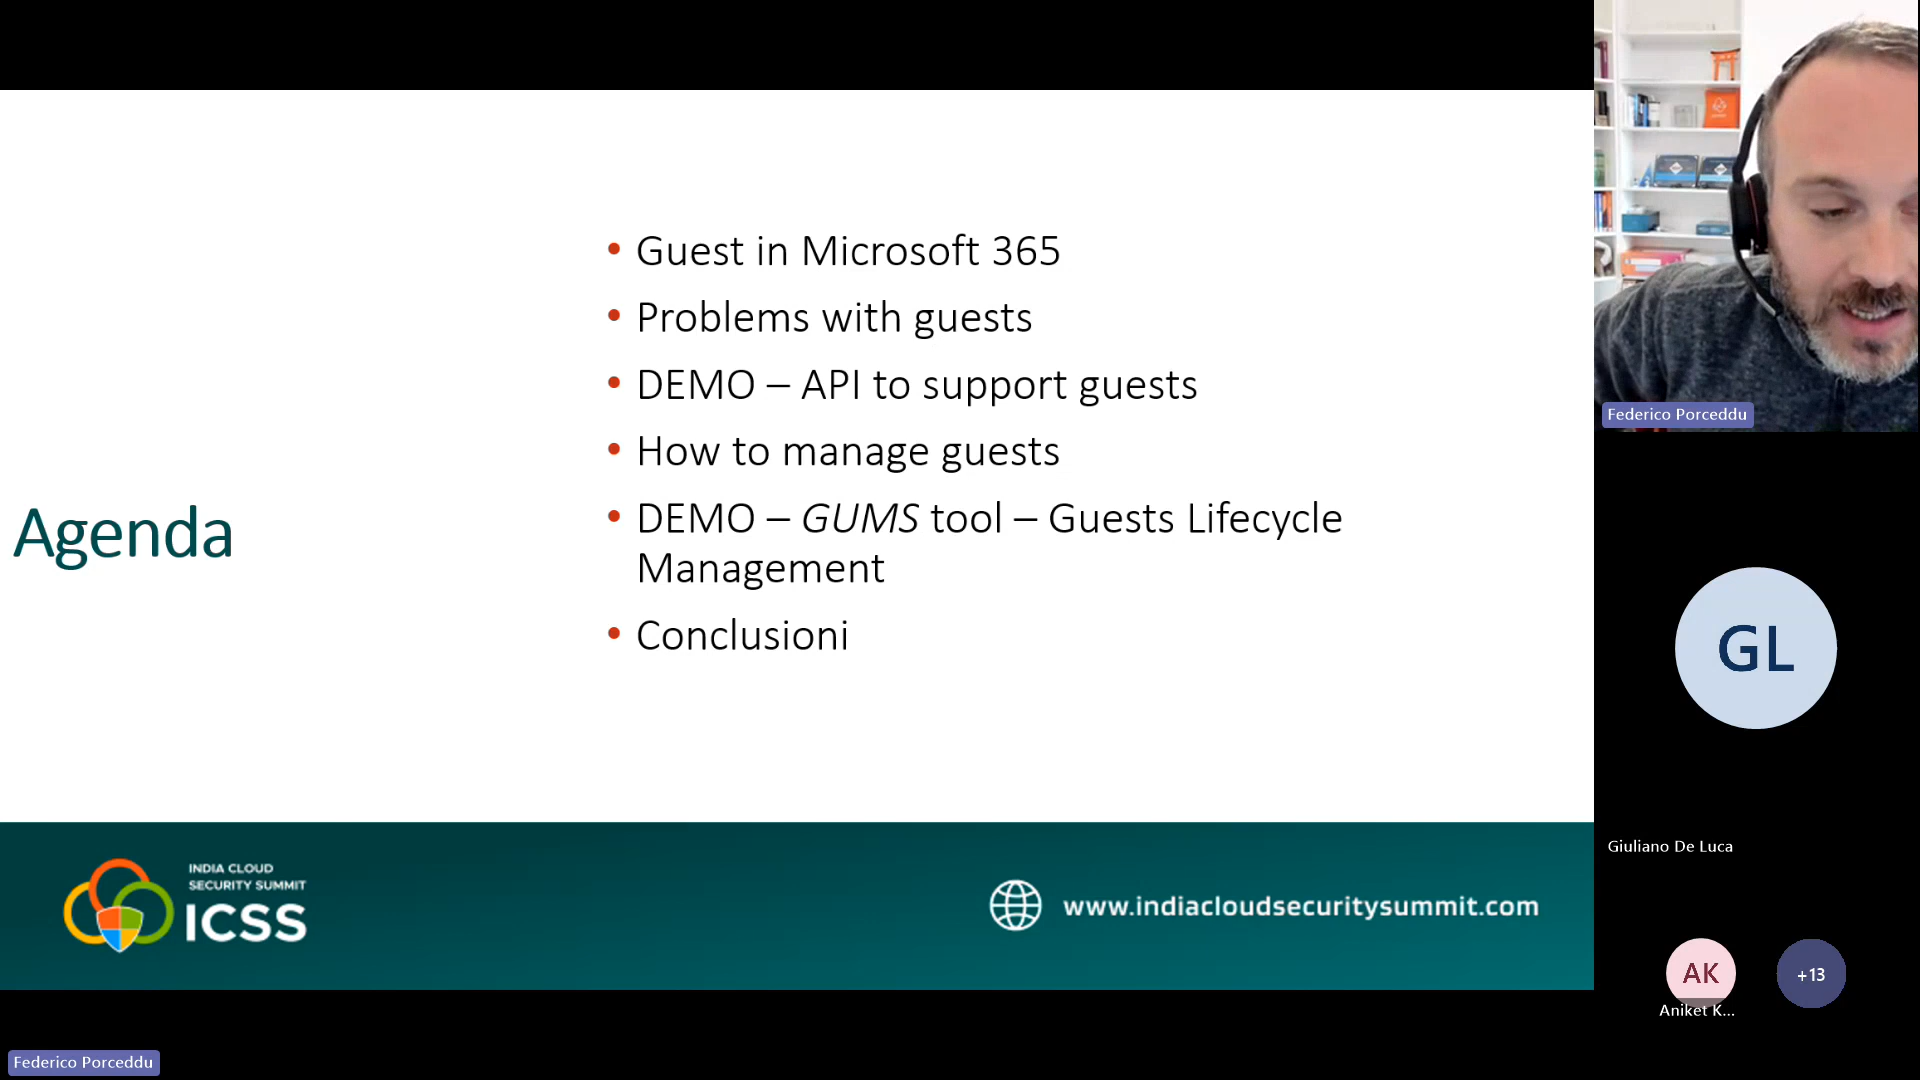 Agenda
• Guest in Microsoft 365
• Problems with guests
• DEMO – API to support guests
• How to manage guests
• DEMO – GUMS tool – Guests Lifecycle
Management
• Conclusioni
INDIA CLOUD
SECURITY SUMMIT
ICSS
www.indiacloudsecuritysummit.com
Federico Porceddu
Federico Porceddu
GL
Giuliano De Luca
AK
Aniket K...
+13